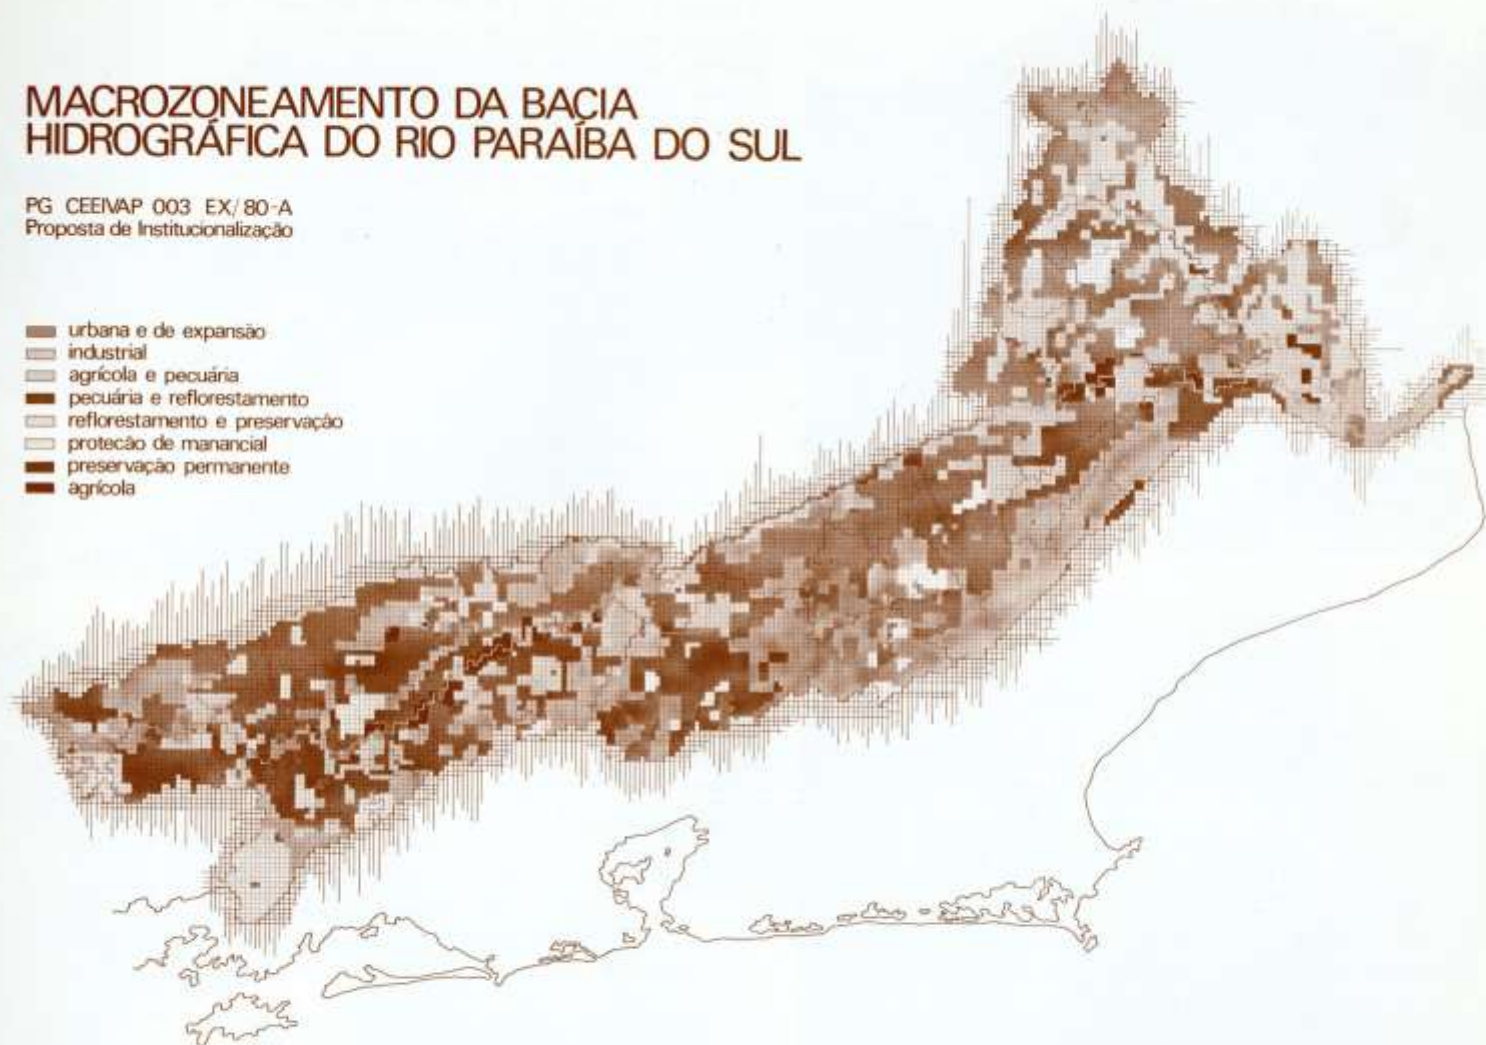 MACROZONEAMENTO DA BACIA
HIDROGRÁFICA DO RIO PARAÍBA DO SUL
PG CEEIVAP 003 EX/80-A
Proposta de Institucionalização
urbana e de expansão
industrial
agrícola e pecuária
pecuária e reflorestamento
reflorestamento e preservação
protecão de manancial
preservação permanente
agrícola